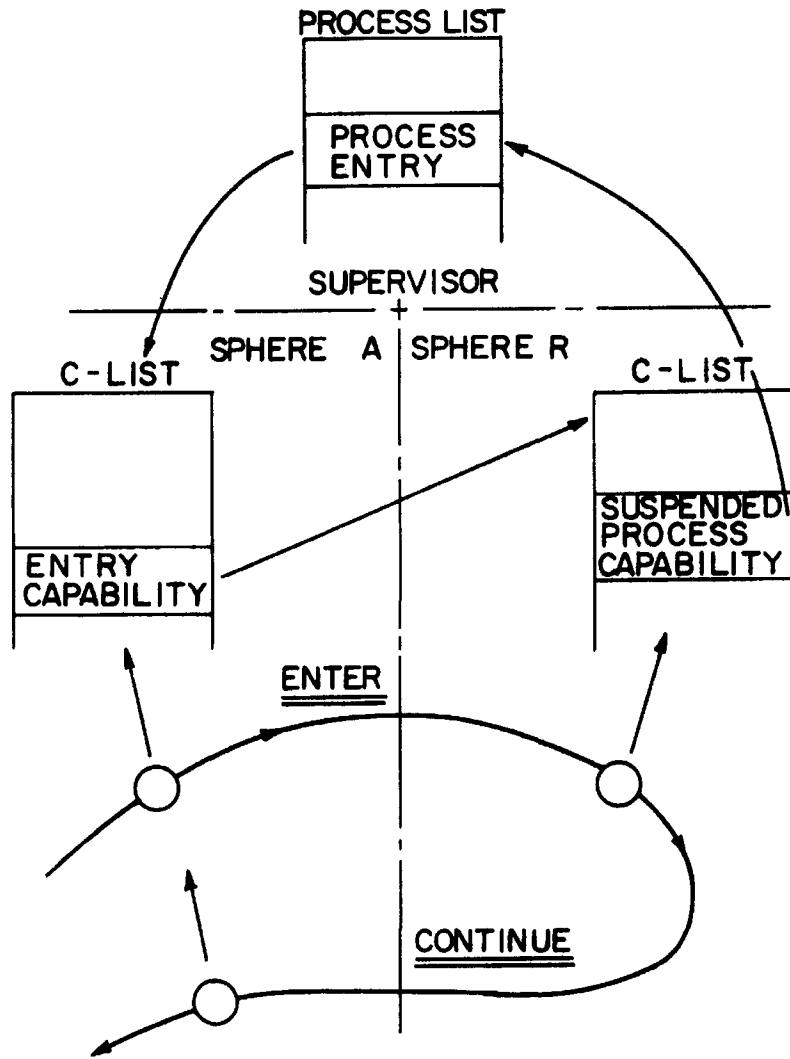 PROCESS LIST
PROCESS
ENTRY
SUPERVISOR
SPHERE A SPHERE R
C-LIST
C-LIST
ENTRY
CAPABILITY
SUSPENDED
PROCESS
CAPABILITY
ENTER
CONTINUE